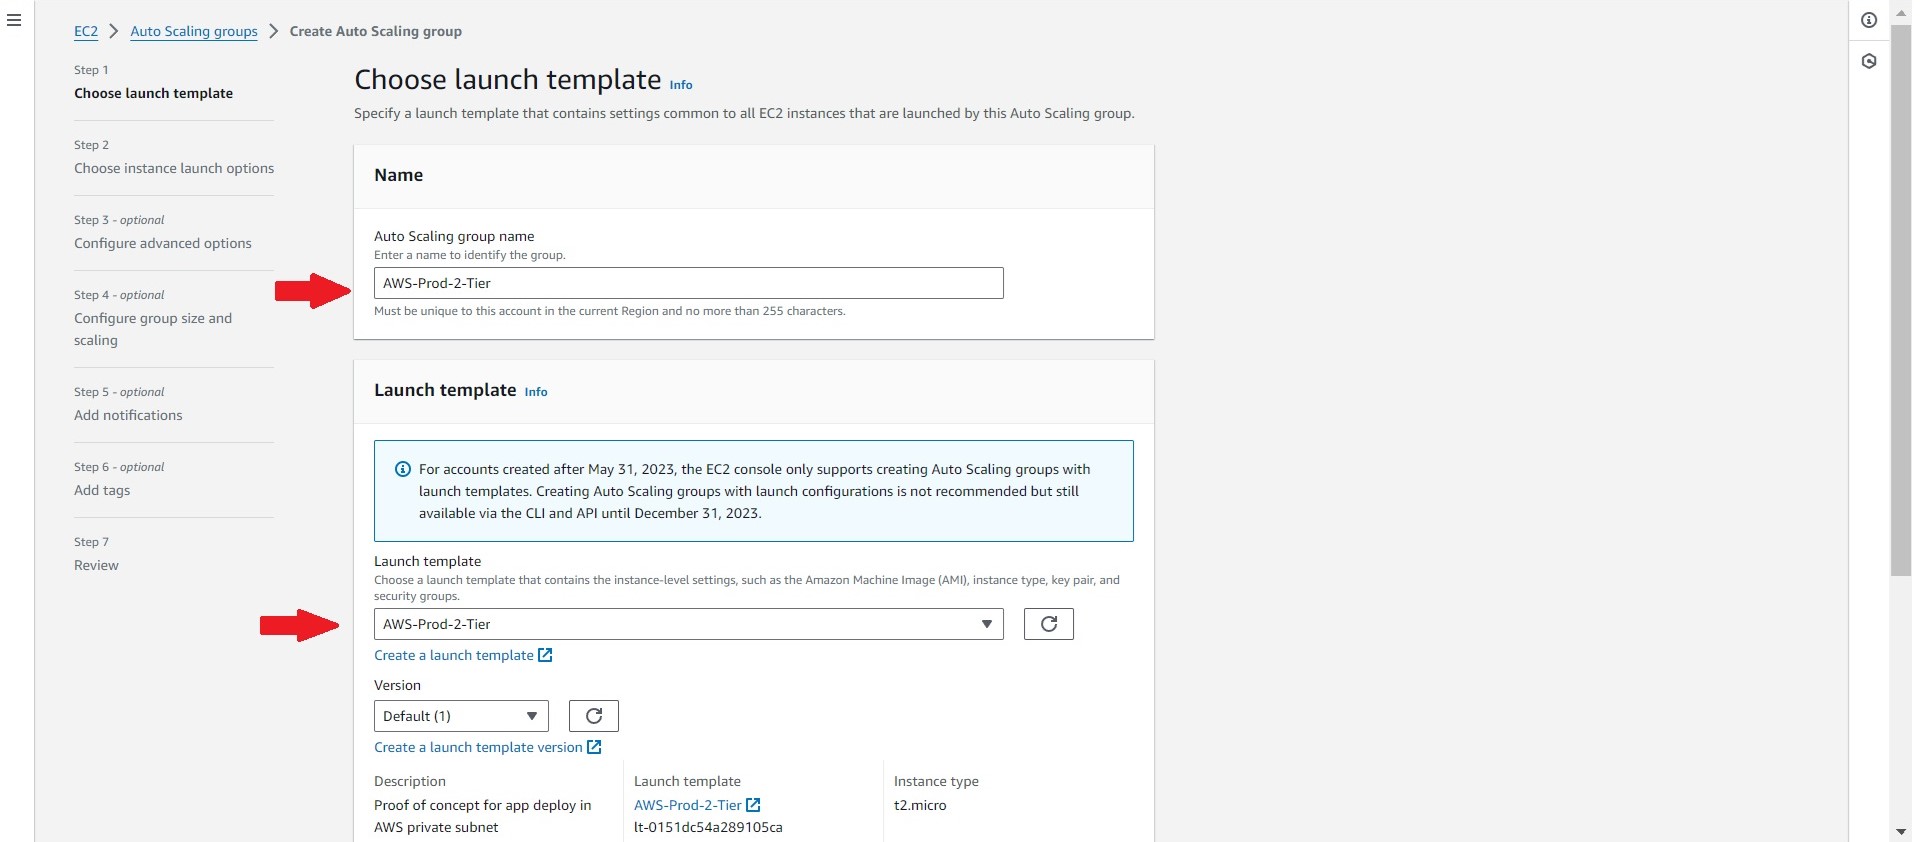 EC2 > Auto Scaling groups > Create Auto Scaling group
Step 1
Choose launch template
Step 2
Choose instance launch options
Step 3 - optional
Configure advanced options
Step 4 - optional
Configure group size and
scaling
Step 5 - optional
Add notifications
Step 6 - optional
Add tags
Step 7
Review
Choose launch template Info
Specify a launch template that contains settings common to all EC2 instances that are launched by this Auto Scaling group.
Name
Auto Scaling group name
Enter a name to identify the group.
AWS-Prod-2-Tier
Must be unique to this account in the current Region and no more than 255 characters.
Launch template Info
For accounts created after May 31, 2023, the EC2 console only supports creating Auto Scaling groups with
launch templates. Creating Auto Scaling groups with launch configurations is not recommended but still
available via the CLI and API until December 31, 2023.
Launch template
Choose a launch template that contains the instance-level settings, such as the Amazon Machine Image (AMI), instance type, key pair, and
security groups.
AWS-Prod-2-Tier
Create a launch template
Version
Default (1)
Create a launch template version
Description
Proof of concept for app deploy in
AWS private subnet
Launch template
AWS-Prod-2-Tier
lt-0151dc54a289105ca
Instance type
t2.micro